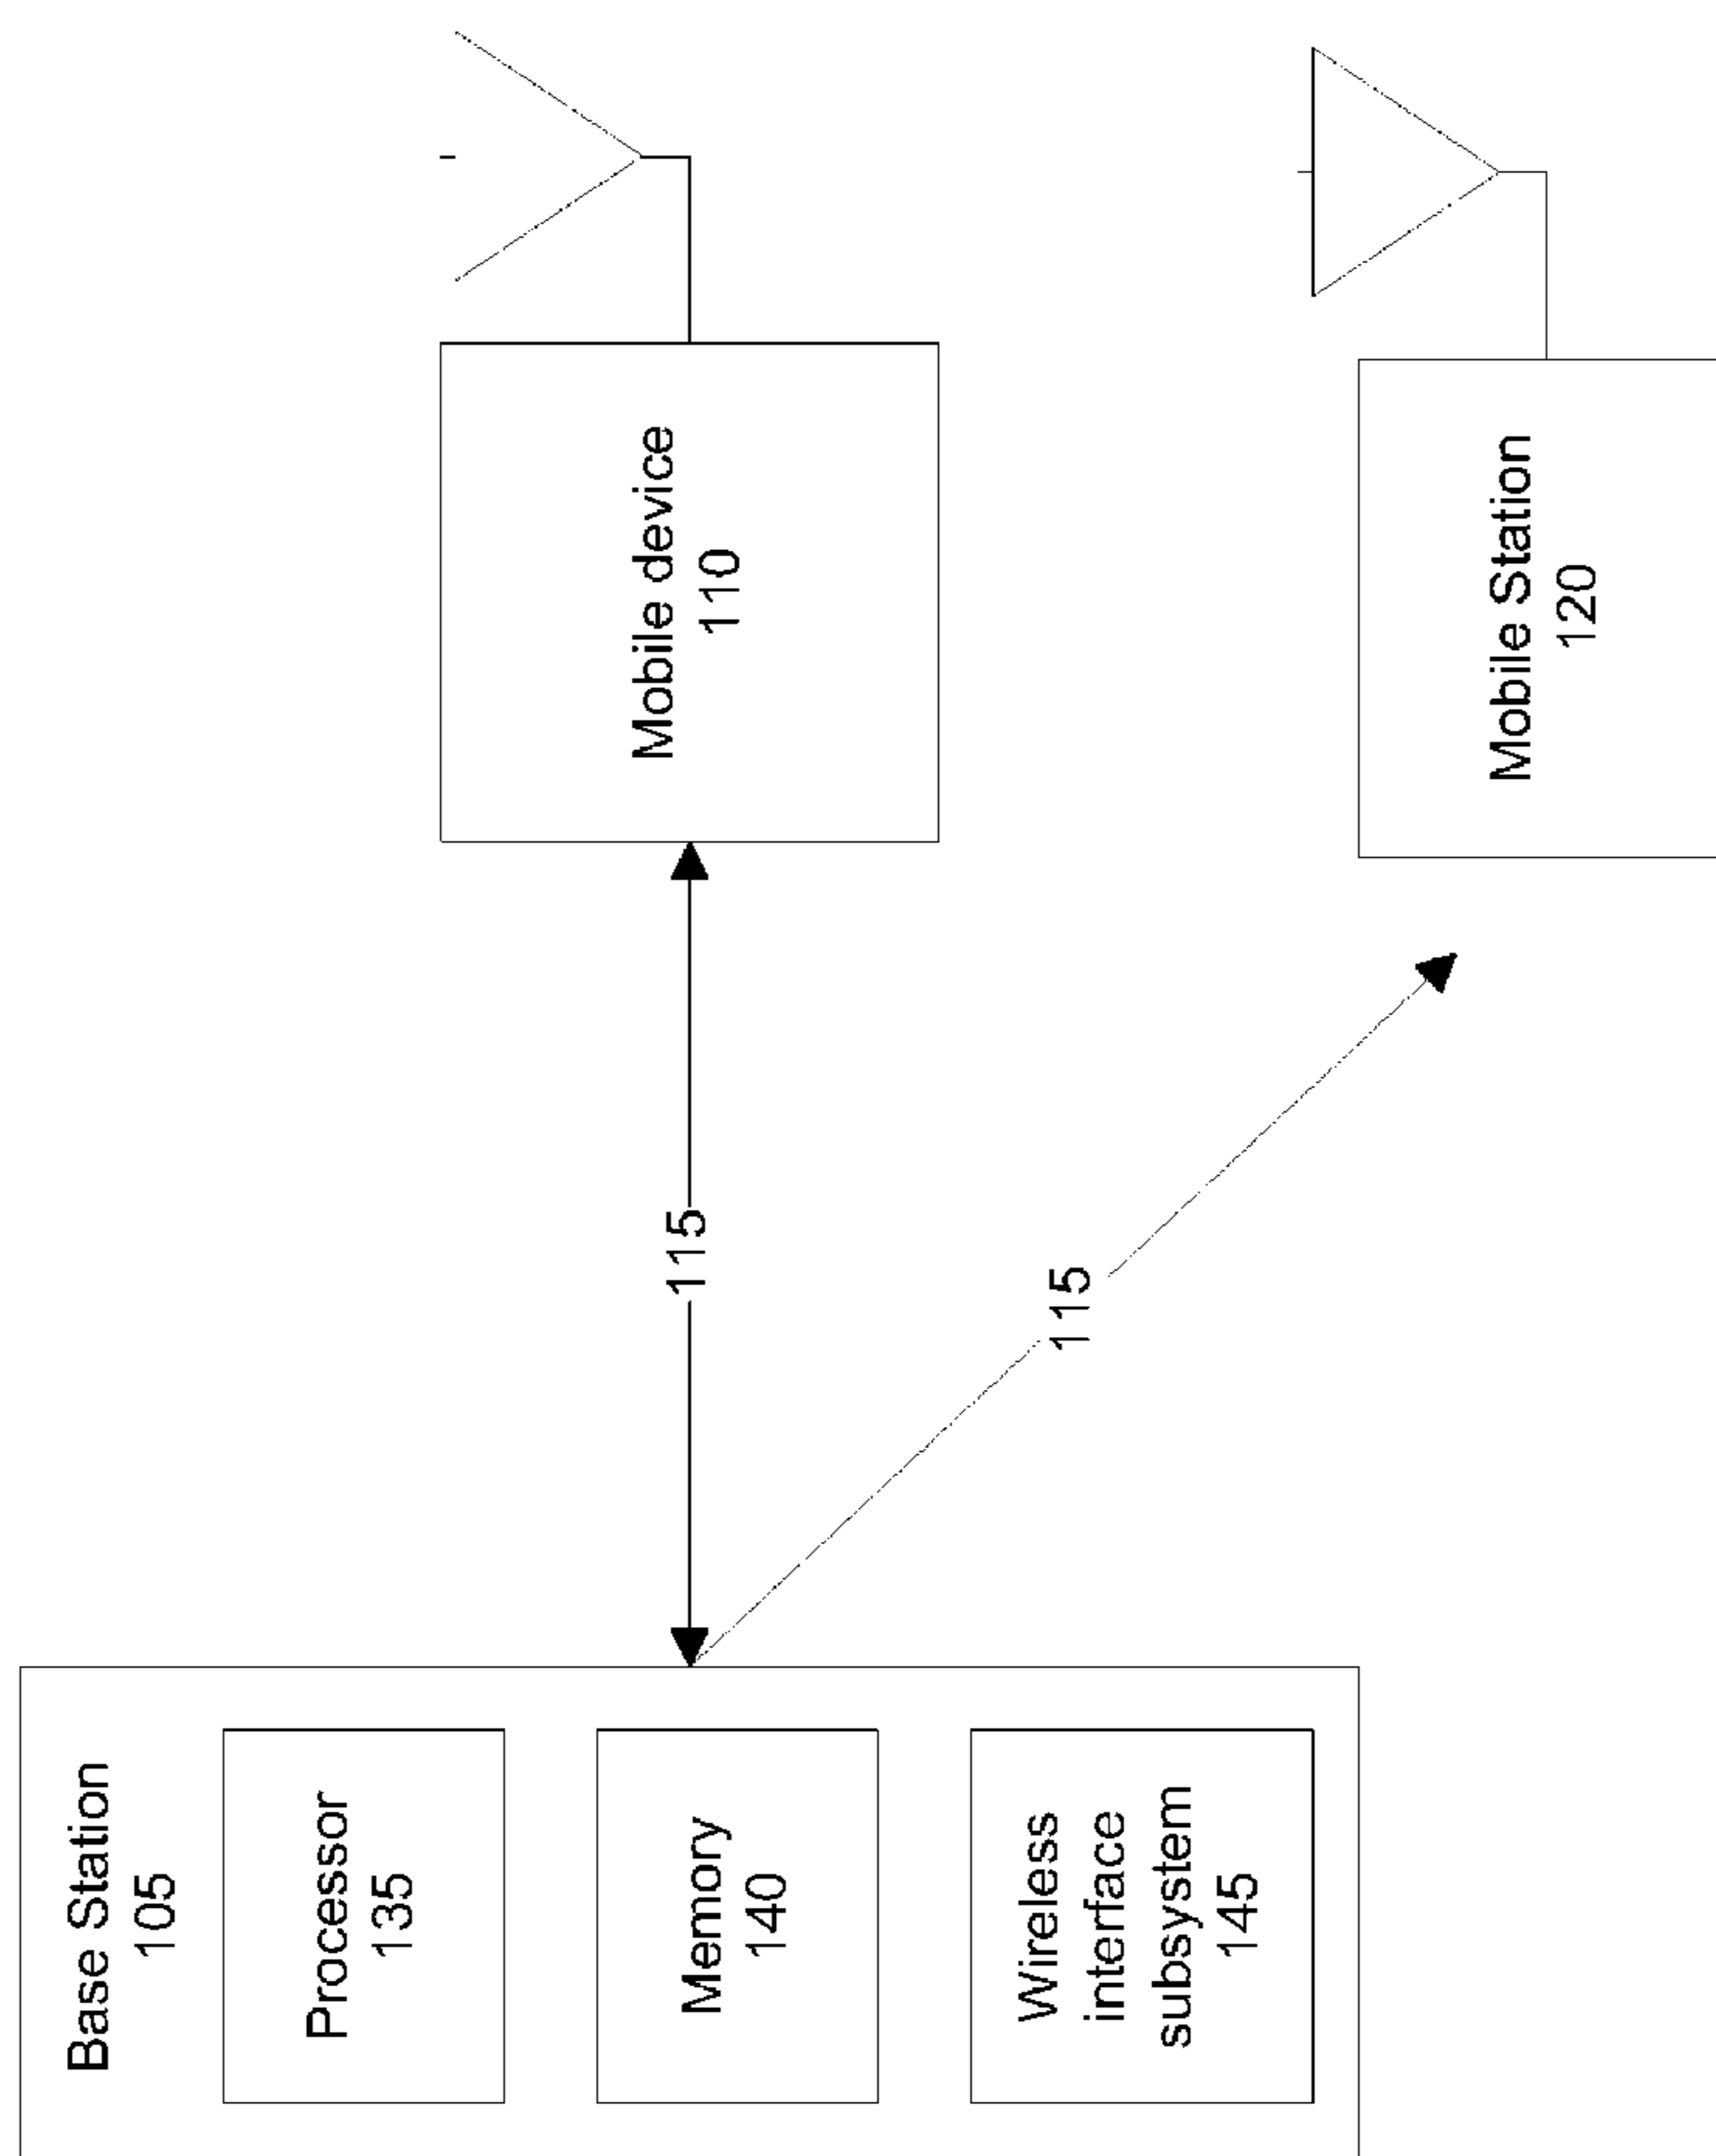 Base Station
105
Processor
135
Memory
140
Wireless
interface
subsystem
145
115
115
Mobile device
110
Mobile Station
120